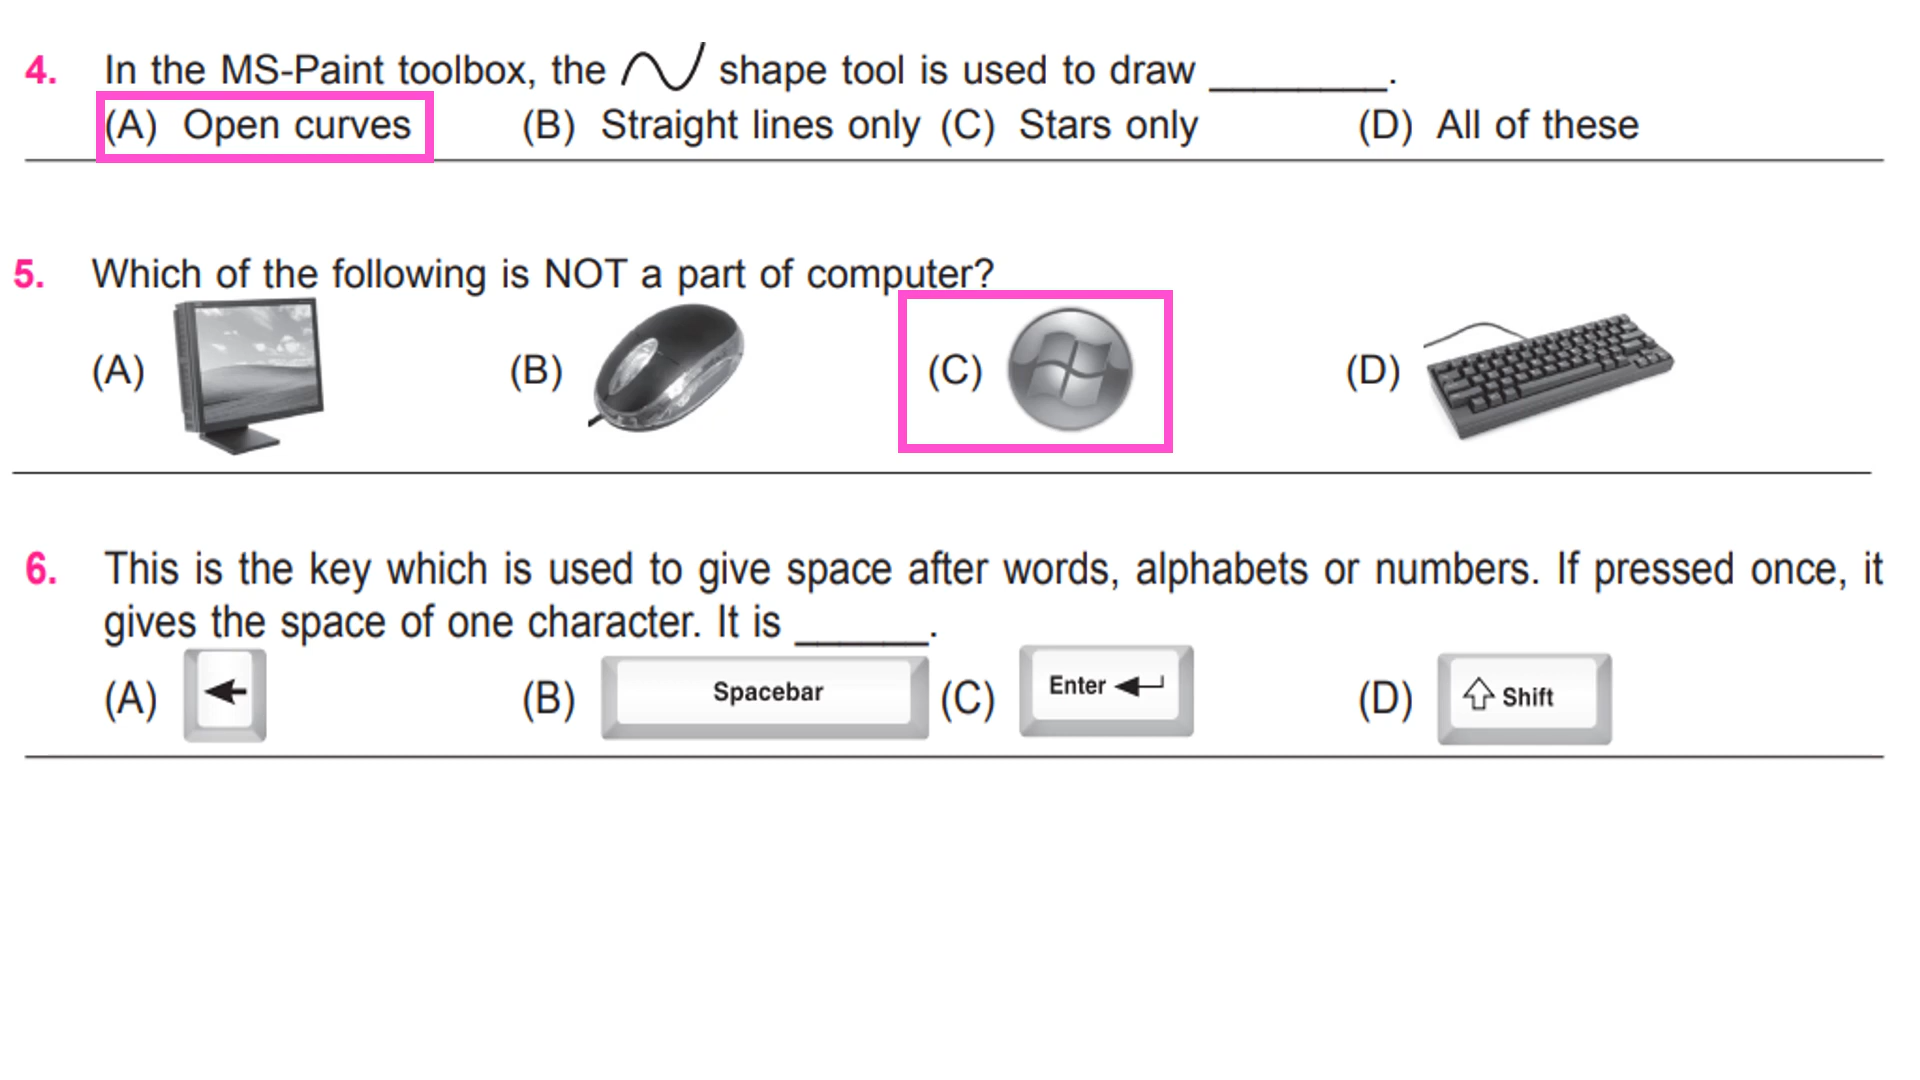 4. In the MS-Paint toolbox, the shape tool is used to draw ________.
(A) Open curves (B) Straight lines only (C) Stars only (D) All of these
5. Which of the following is NOT a part of computer?
(A) (B) (C) (D)
6. This is the key which is used to give space after words, alphabets or numbers. If pressed once, it
gives the space of one character. It is ______.
(A) (B) Spacebar (C) Enter (D) Shift